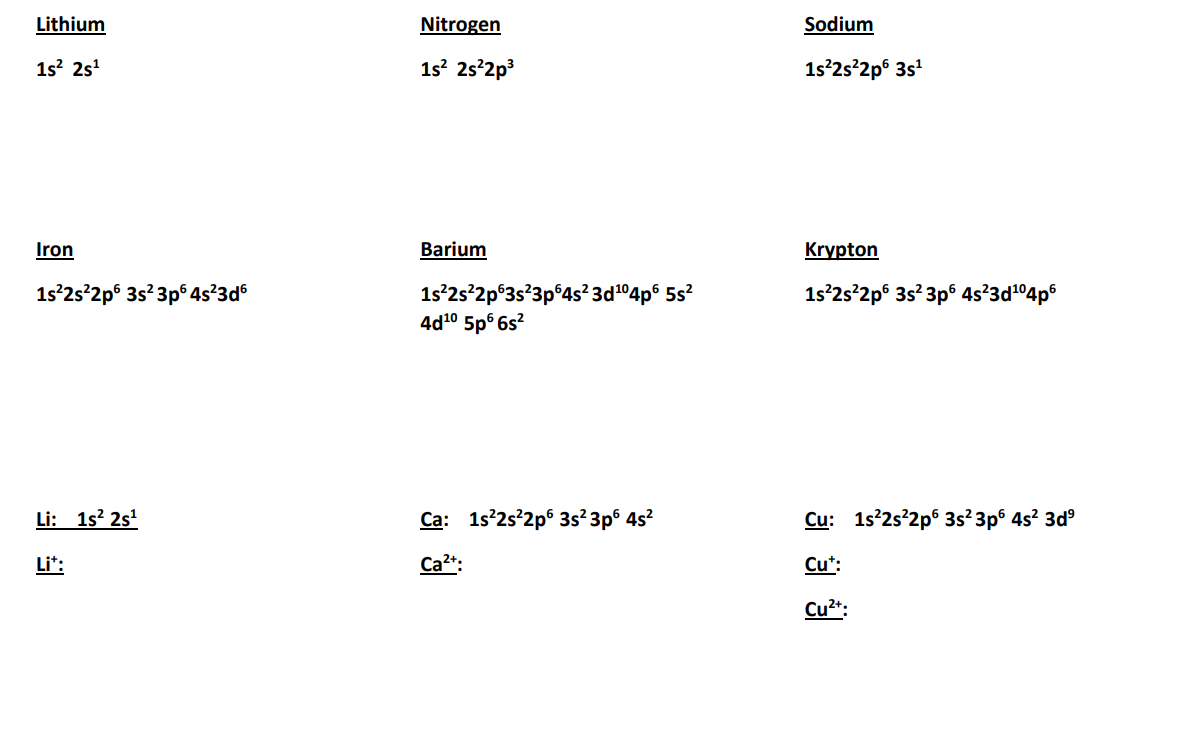 Lithium
Nitrogen
Sodium
1s² 2s¹
1s² 2s²2p³
1s²2s²2p⁶ 3s¹
Iron
Barium
Krypton
1s²2s²2p⁶ 3s² 3p⁶ 4s²3d⁶
1s²2s²2p⁶3s²3p⁶4s² 3d¹⁰4p⁶ 5s²
4d¹⁰ 5p⁶ 6s²
1s²2s²2p⁶ 3s² 3p⁶ 4s²3d¹⁰4p⁶
Li: 1s² 2s¹
Ca: 1s²2s²2p⁶ 3s² 3p⁶ 4s²
Cu: 1s²2s²2p⁶ 3s² 3p⁶ 4s² 3d⁹
Li⁺:
Ca²⁺:
Cu⁺:
Cu²⁺: